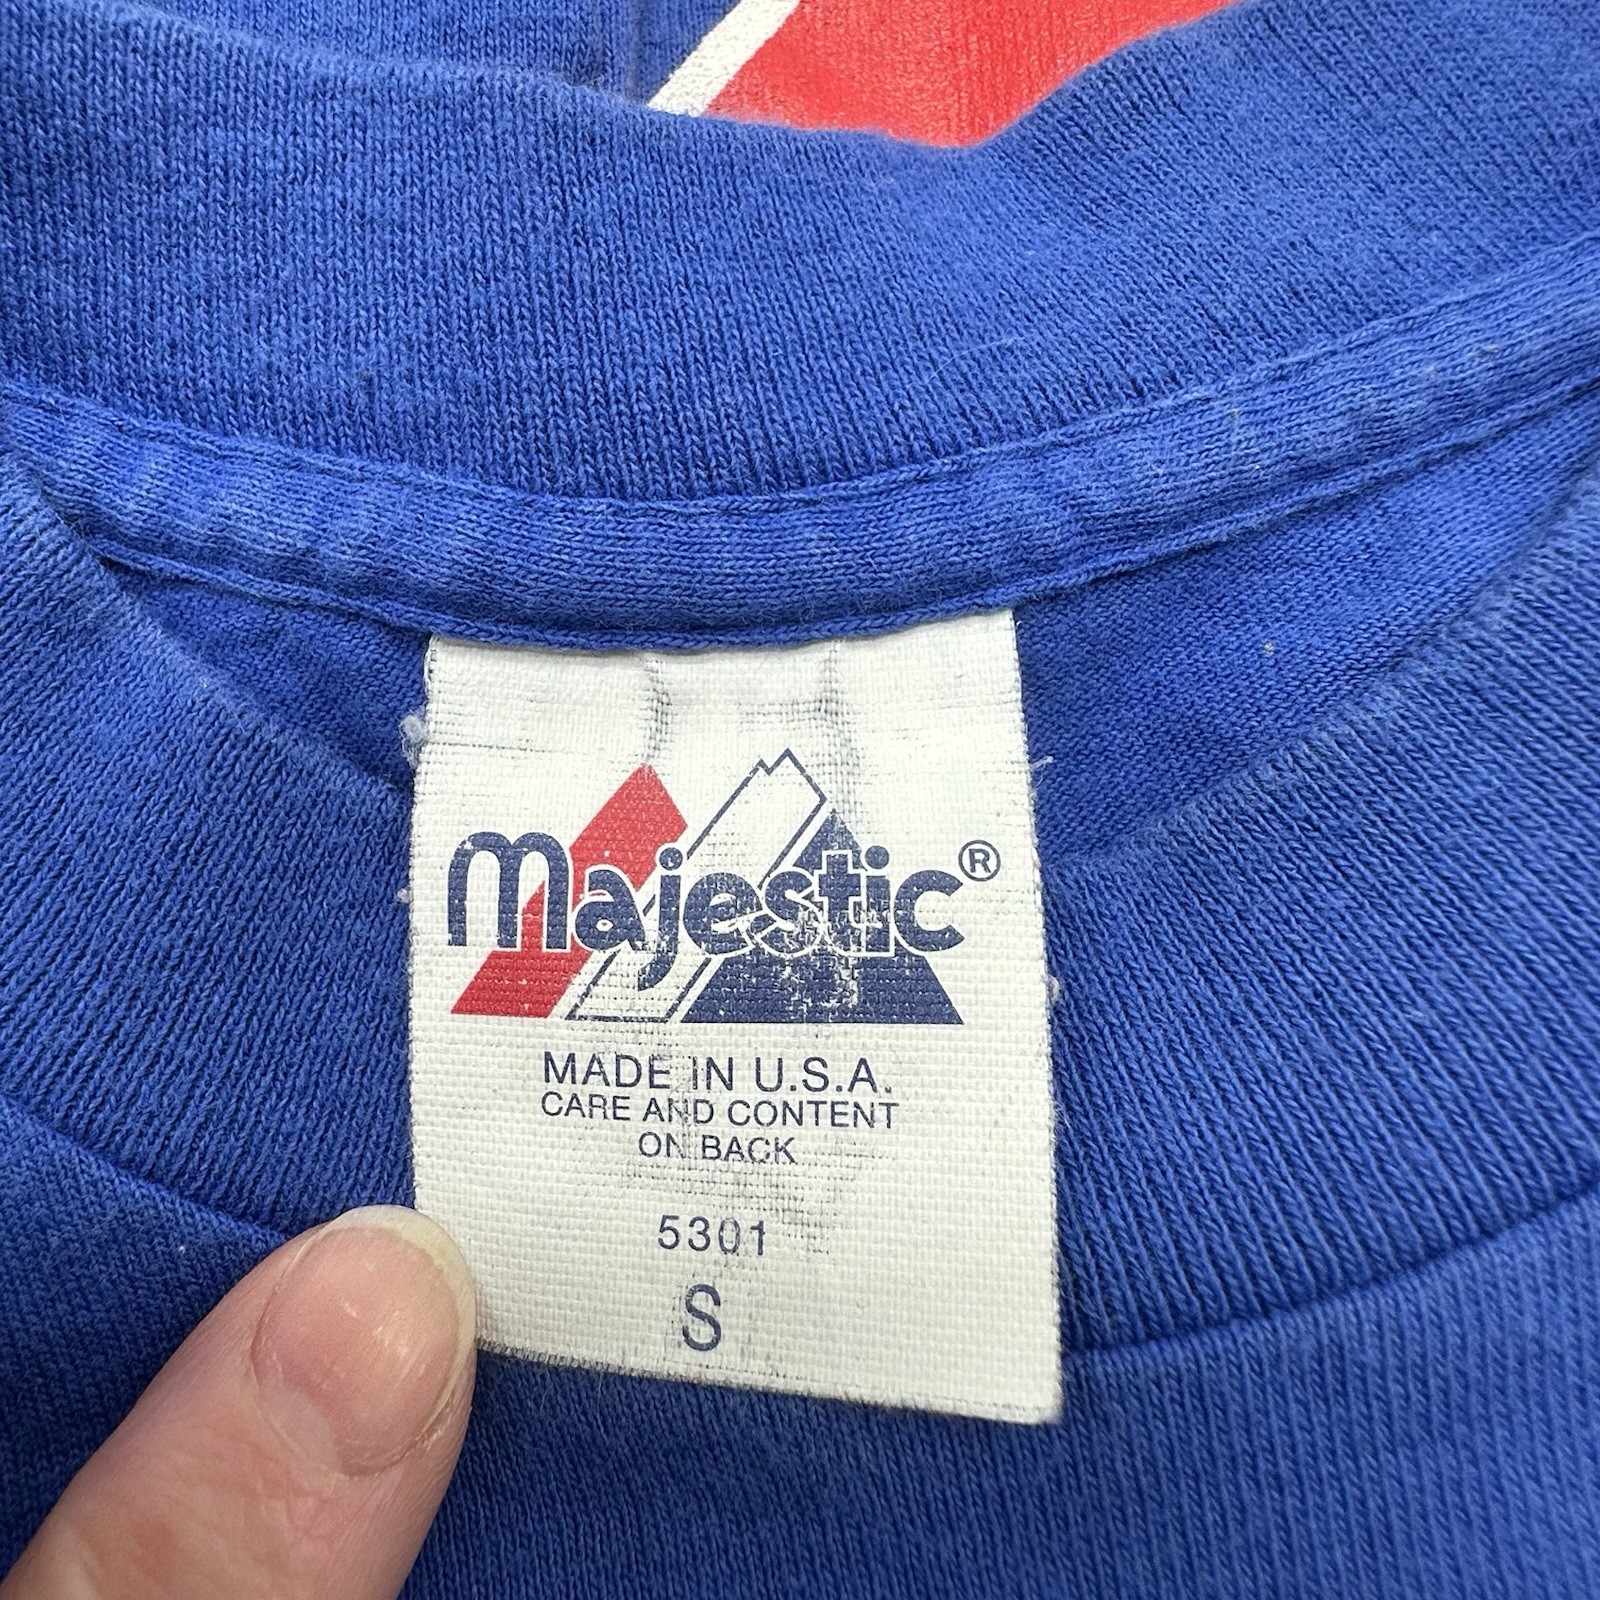 Majestic®
MADE IN U.S.A.
CARE AND CONTENT
ON BACK
5301
S